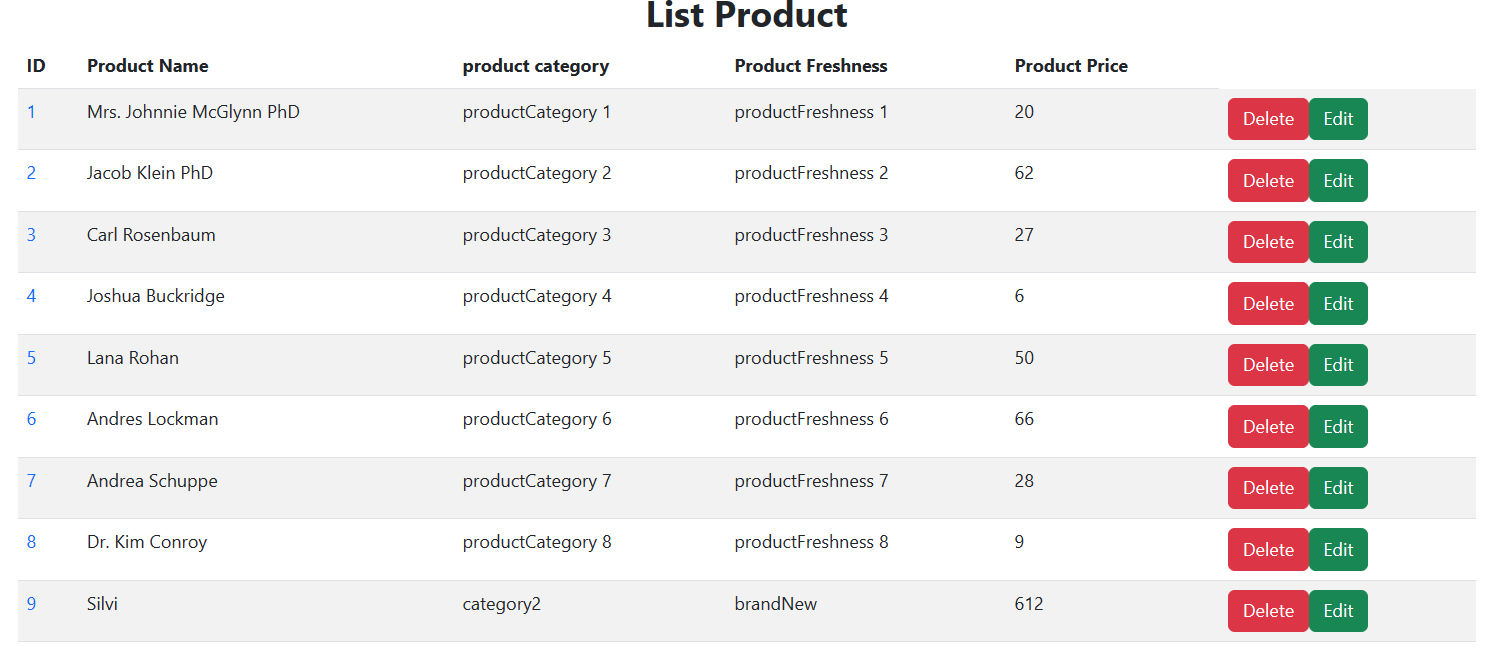 List Product
ID Product Name product category Product Freshness Product Price
1 Mrs. Johnnie McGlynn PhD productCategory 1 productFreshness 1 20 Delete Edit
2 Jacob Klein PhD productCategory 2 productFreshness 2 62 Delete Edit
3 Carl Rosenbaum productCategory 3 productFreshness 3 27 Delete Edit
4 Joshua Buckridge productCategory 4 productFreshness 4 6 Delete Edit
5 Lana Rohan productCategory 5 productFreshness 5 50 Delete Edit
6 Andres Lockman productCategory 6 productFreshness 6 66 Delete Edit
7 Andrea Schuppe productCategory 7 productFreshness 7 28 Delete Edit
8 Dr. Kim Conroy productCategory 8 productFreshness 8 9 Delete Edit
9 Silvi category2 brandNew 612 Delete Edit